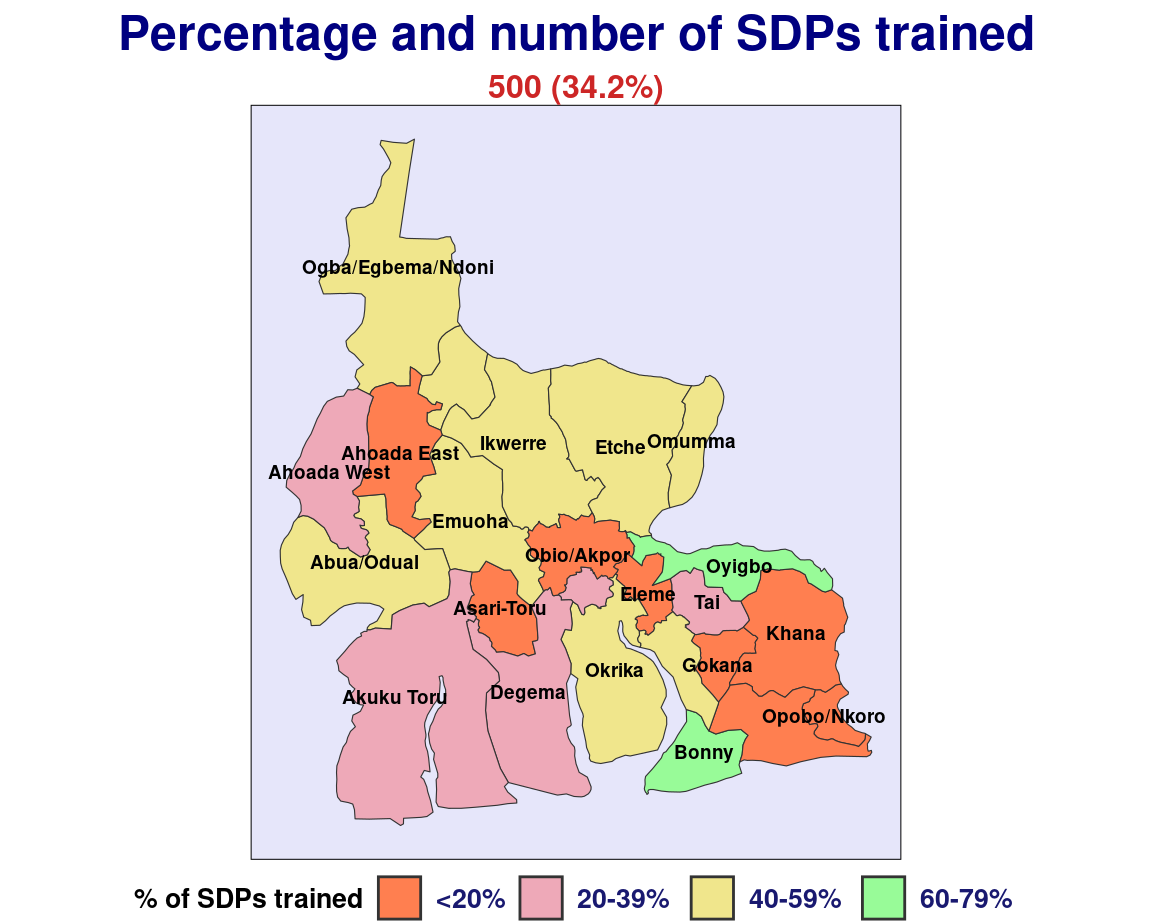 Percentage and number of SDPs trained
500 (34.2%)
Ogba/Egbema/Ndoni
Ikwerre
Etche
Omumma
Ahoada East
Ahoada West
Emuoha
Abua/Odual
Obio/Akpor
Oyigbo
Eleme
Tai
Asari-Toru
Khana
Gokana
Okrika
Degema
Akuku Toru
Opobo/Nkoro
Bonny
% of SDPs trained <20% 20-39% 40-59% 60-79%